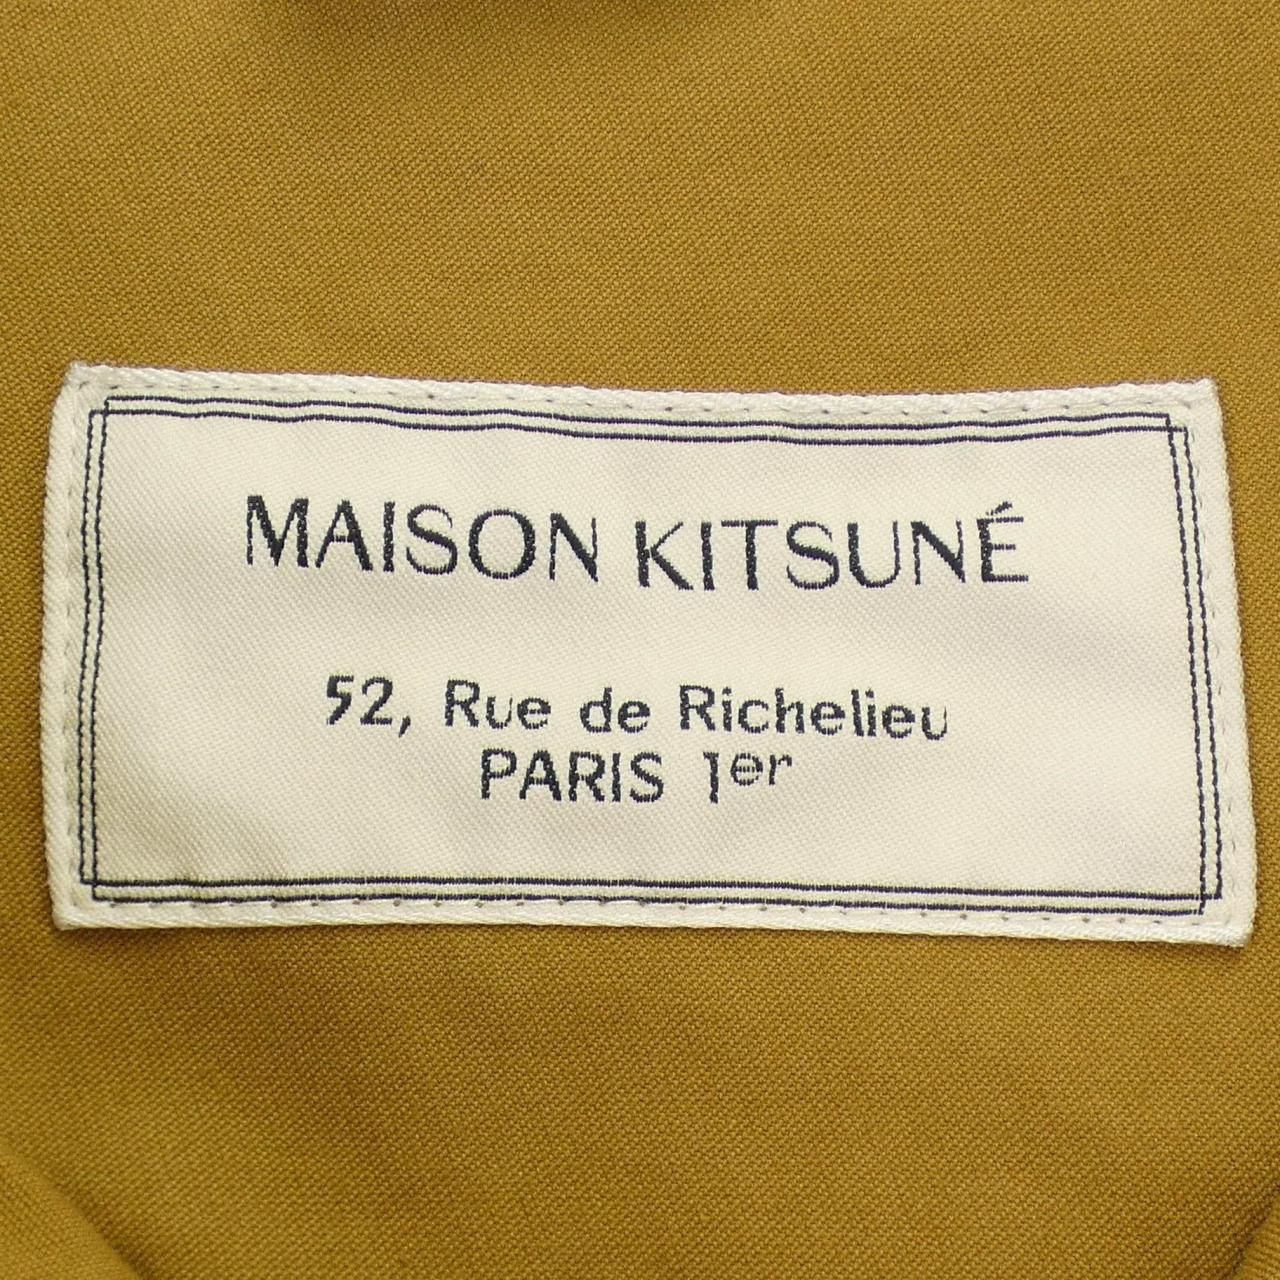 MAISON KITSUNÉ
52, Rue de Richelieu
PARIS 1er